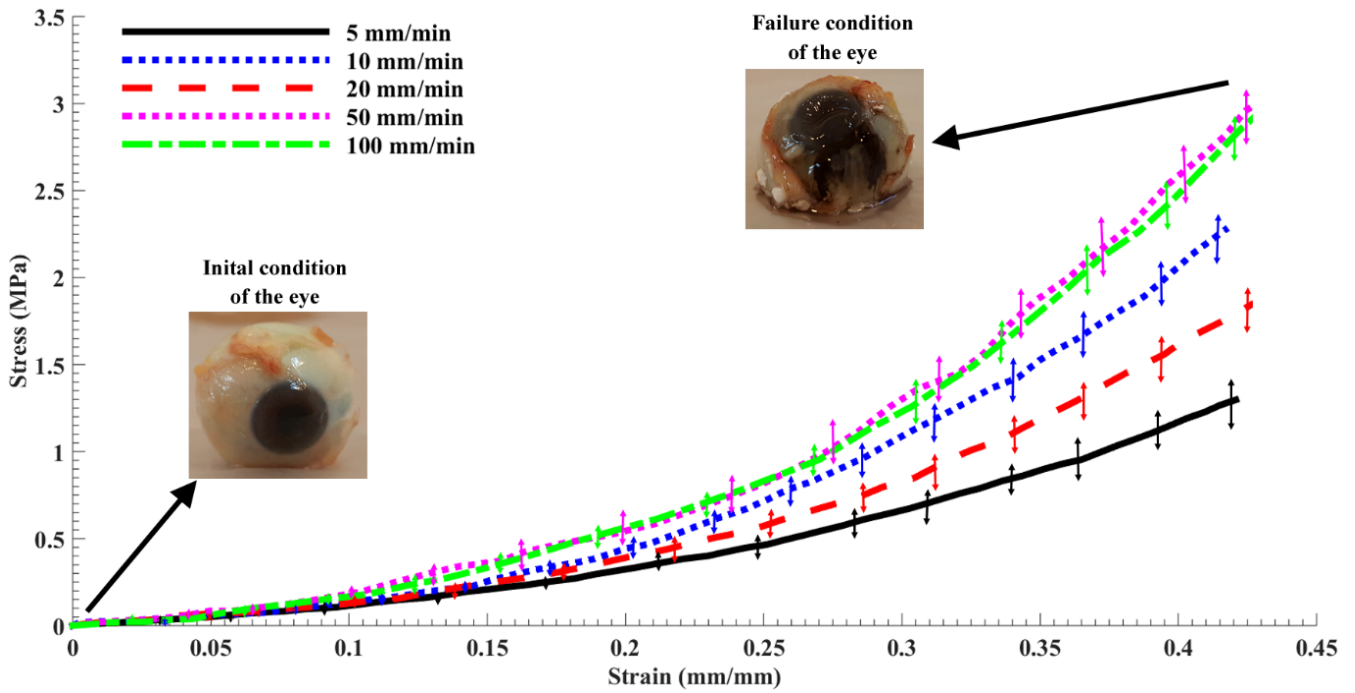 3.5
3
2.5
2
1.5
1
0.5
0
Stress (MPa)
5 mm/min
10 mm/min
20 mm/min
50 mm/min
100 mm/min
Failure condition
of the eye
Inital condition
of the eye
0
0.05
0.1
0.15
0.2
0.25
0.3
0.35
0.4
0.45
Strain (mm/mm)